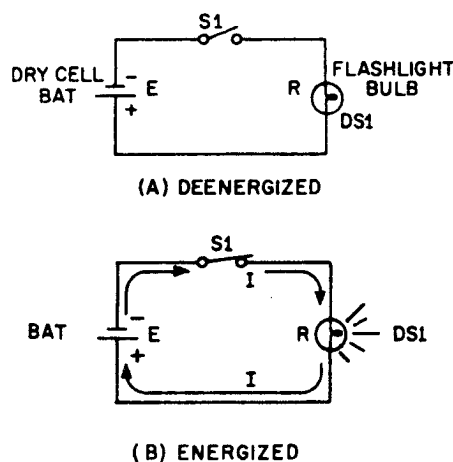 S1
DRY CELL
BAT
-
E
+
R
FLASHLIGHT
BULB
DS1
(A) DEENERGIZED
S1
I
BAT
-
E
+
R
DS1
I
(B) ENERGIZED